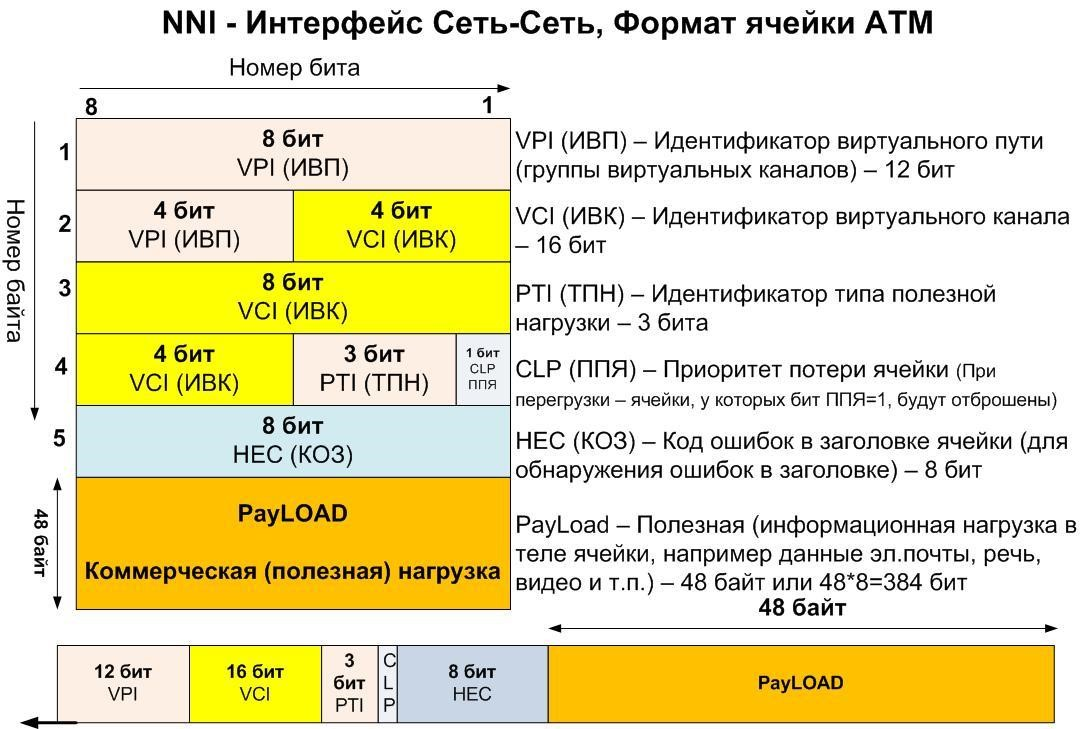 NNI - Интерфейс Сеть-Сеть, Формат ячейки АТМ
Номер бита
8
1
Номер байта
1
8 бит
VPI (ИВП)
2
4 бит
VPI (ИВП)
4 бит
VCI (ИВК)
3
8 бит
VCI (ИВК)
4
4 бит
VCI (ИВК)
3 бит
PTI (ТПН)
1 бит
CLP
ППЯ
5
8 бит
HEC (КОЗ)
48 байт
PayLOAD
Коммерческая (полезная) нагрузка
VPI (ИВП) – Идентификатор виртуального пути
(группы виртуальных каналов) – 12 бит
VCI (ИВК) – Идентификатор виртуального канала
– 16 бит
PTI (ТПН) – Идентификатор типа полезной
нагрузки – 3 бита
CLP (ППЯ) – Приоритет потери ячейки (При
перегрузки – ячейки, у которых бит ППЯ=1, будут отброшены)
HEC (КОЗ) – Код ошибок в заголовке ячейки (для
обнаружения ошибок в заголовке) – 8 бит
PayLoad – Полезная (информационная нагрузка в
теле ячейки, например данные эл.почты, речь,
видео и т.п.) – 48 байт или 48*8=384 бит
48 байт
12 бит
VPI
16 бит
VCI
3
бит
PTI
C
L
P
8 бит
HEC
PayLOAD